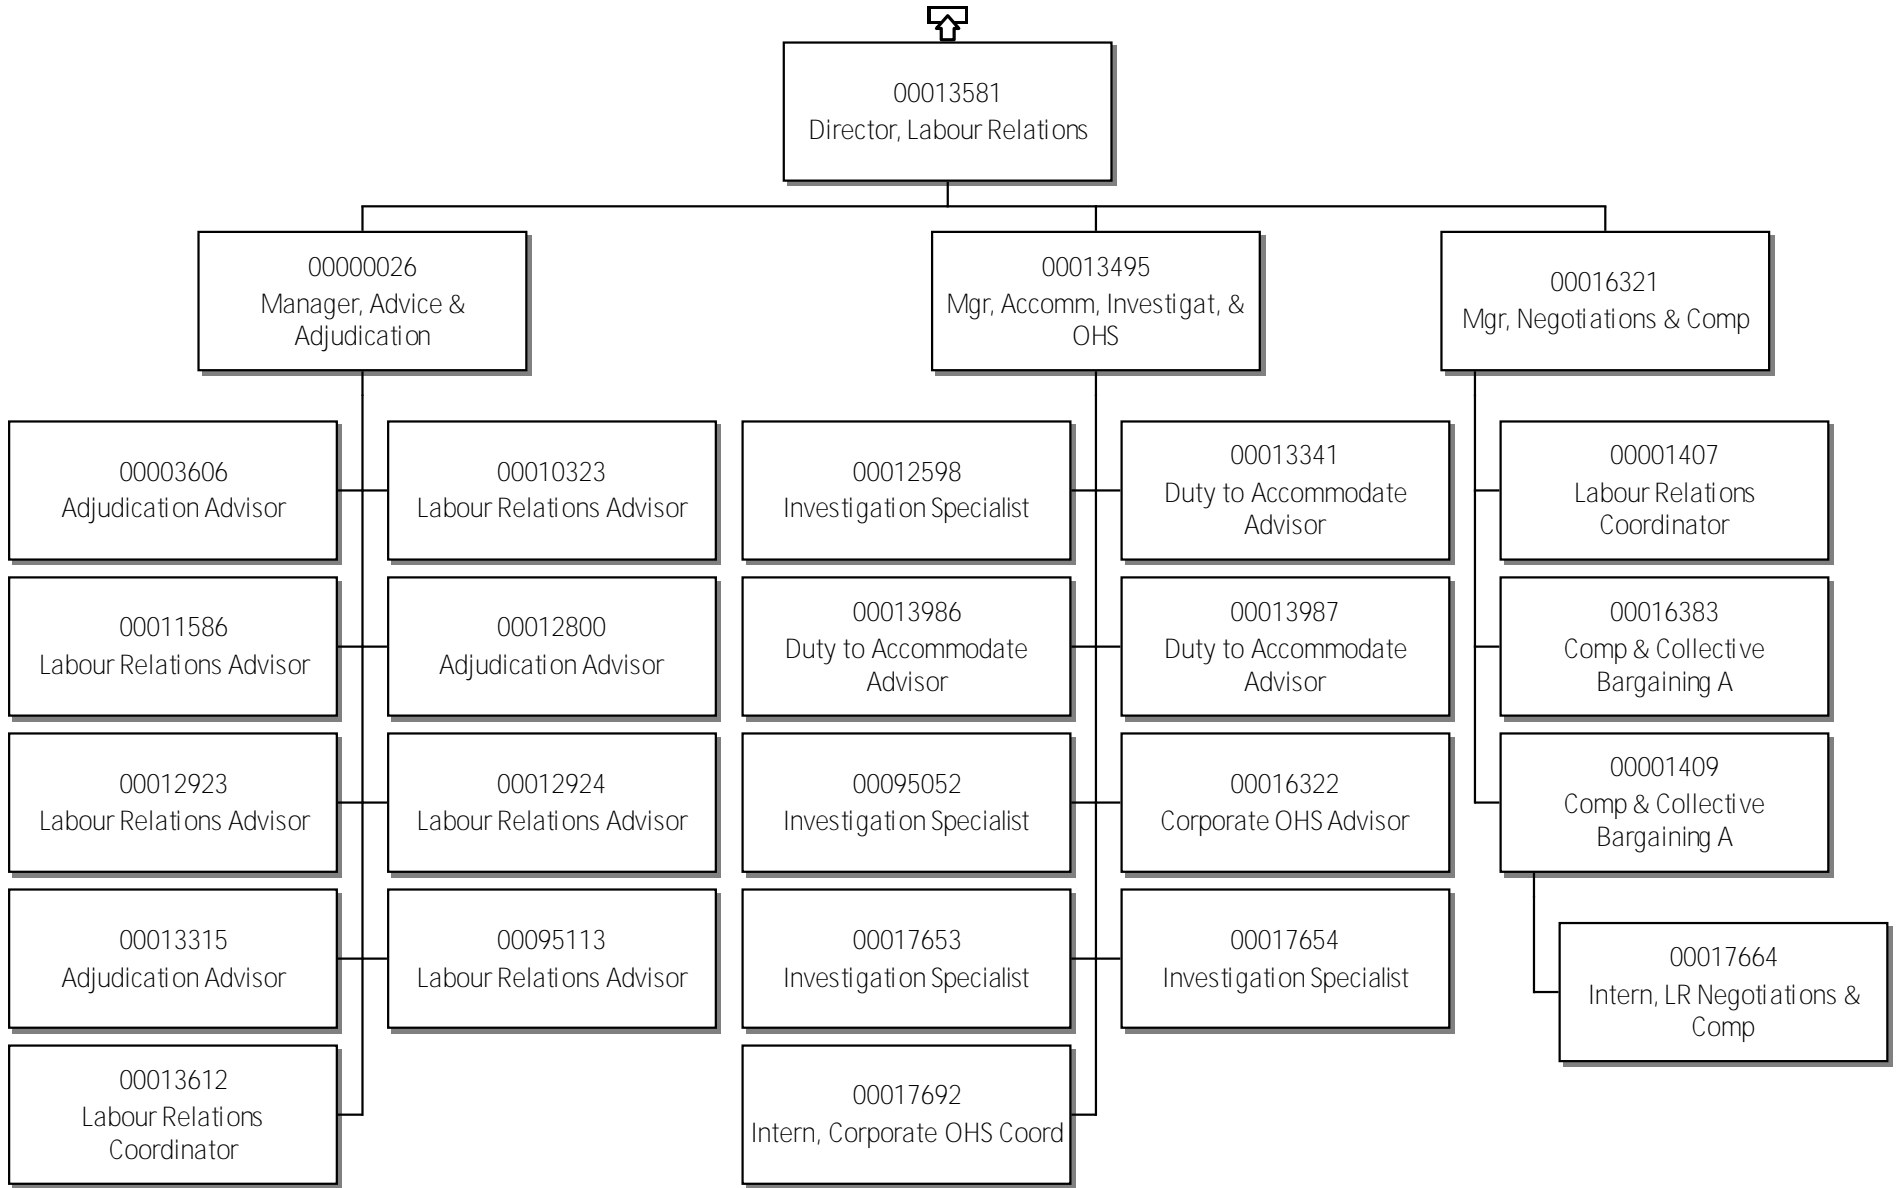 00013581
Director, Labour Relations
00000026
Manager, Advice &
Adjudication
00013495
Mgr, Accomm, Investigat, &
OHS
00016321
Mgr, Negotiations & Comp
00003606
Adjudication Advisor
00010323
Labour Relations Advisor
00012598
Investigation Specialist
00013341
Duty to Accommodate
Advisor
00001407
Labour Relations
Coordinator
00011586
Labour Relations Advisor
00012800
Adjudication Advisor
00013986
Duty to Accommodate
Advisor
00013987
Duty to Accommodate
Advisor
00016383
Comp & Collective
Bargaining A
00012923
Labour Relations Advisor
00012924
Labour Relations Advisor
00095052
Investigation Specialist
00016322
Corporate OHS Advisor
00001409
Comp & Collective
Bargaining A
00013315
Adjudication Advisor
00095113
Labour Relations Advisor
00017653
Investigation Specialist
00017654
Investigation Specialist
00017664
Intern, LR Negotiations &
Comp
00013612
Labour Relations
Coordinator
00017692
Intern, Corporate OHS Coord